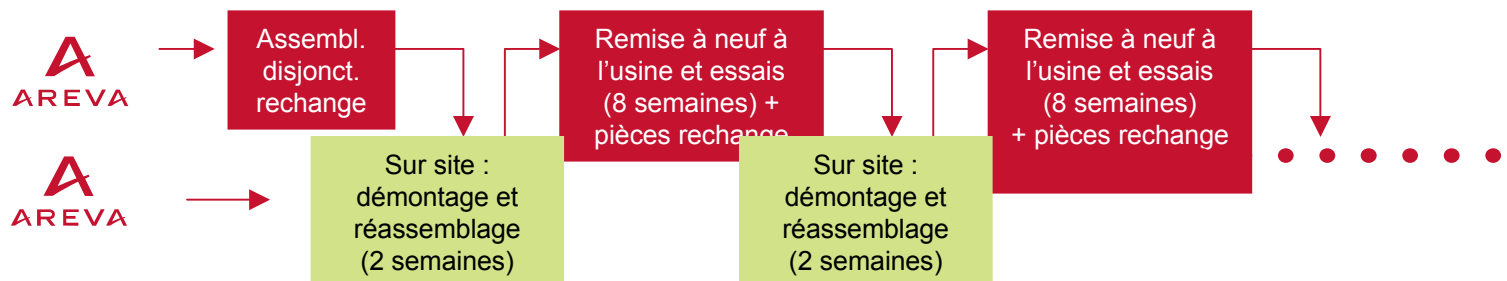 AREVA
Assembl.
disjonct.
rechange
Remise à neuf à
l'usine et essais
(8 semaines) +
pièces rechange
Remise à neuf à
l'usine et essais
(8 semaines)
+ pièces rechange
AREVA
Sur site :
démontage et
réassemblage
(2 semaines)
Sur site :
démontage et
réassemblage
(2 semaines)